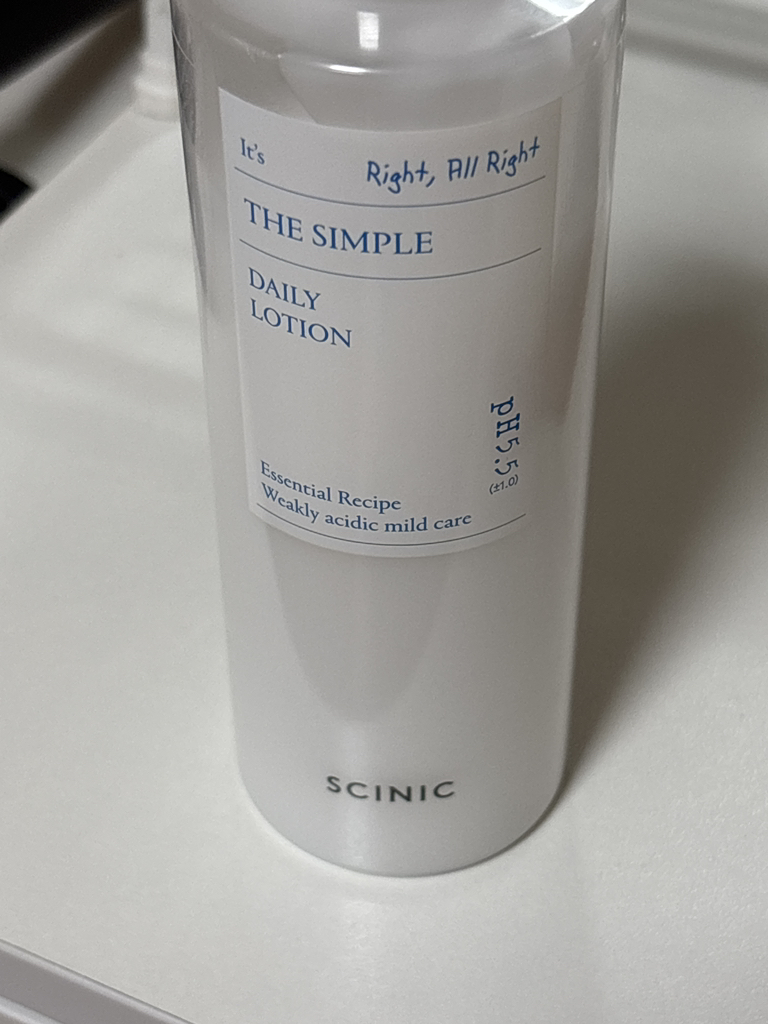 It's Right, All Right
THE SIMPLE
DAILY
LOTION
pH5.5
(±1.0)
Essential Recipe
Weakly acidic mild care
SCINIC